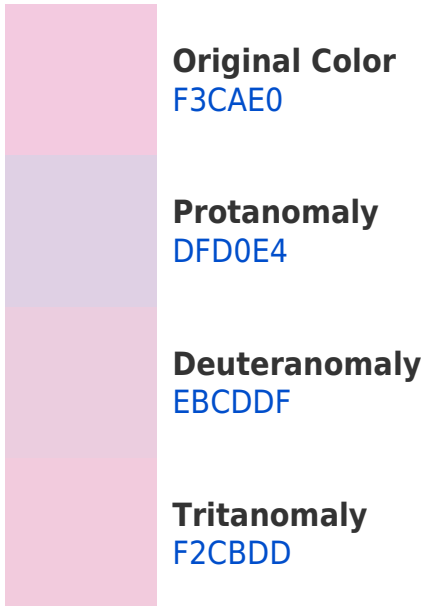 Original Color
F3CAE0
Protanomaly
DFD0E4
Deuteranomaly
EBCDDF
Tritanomaly
F2CBDD